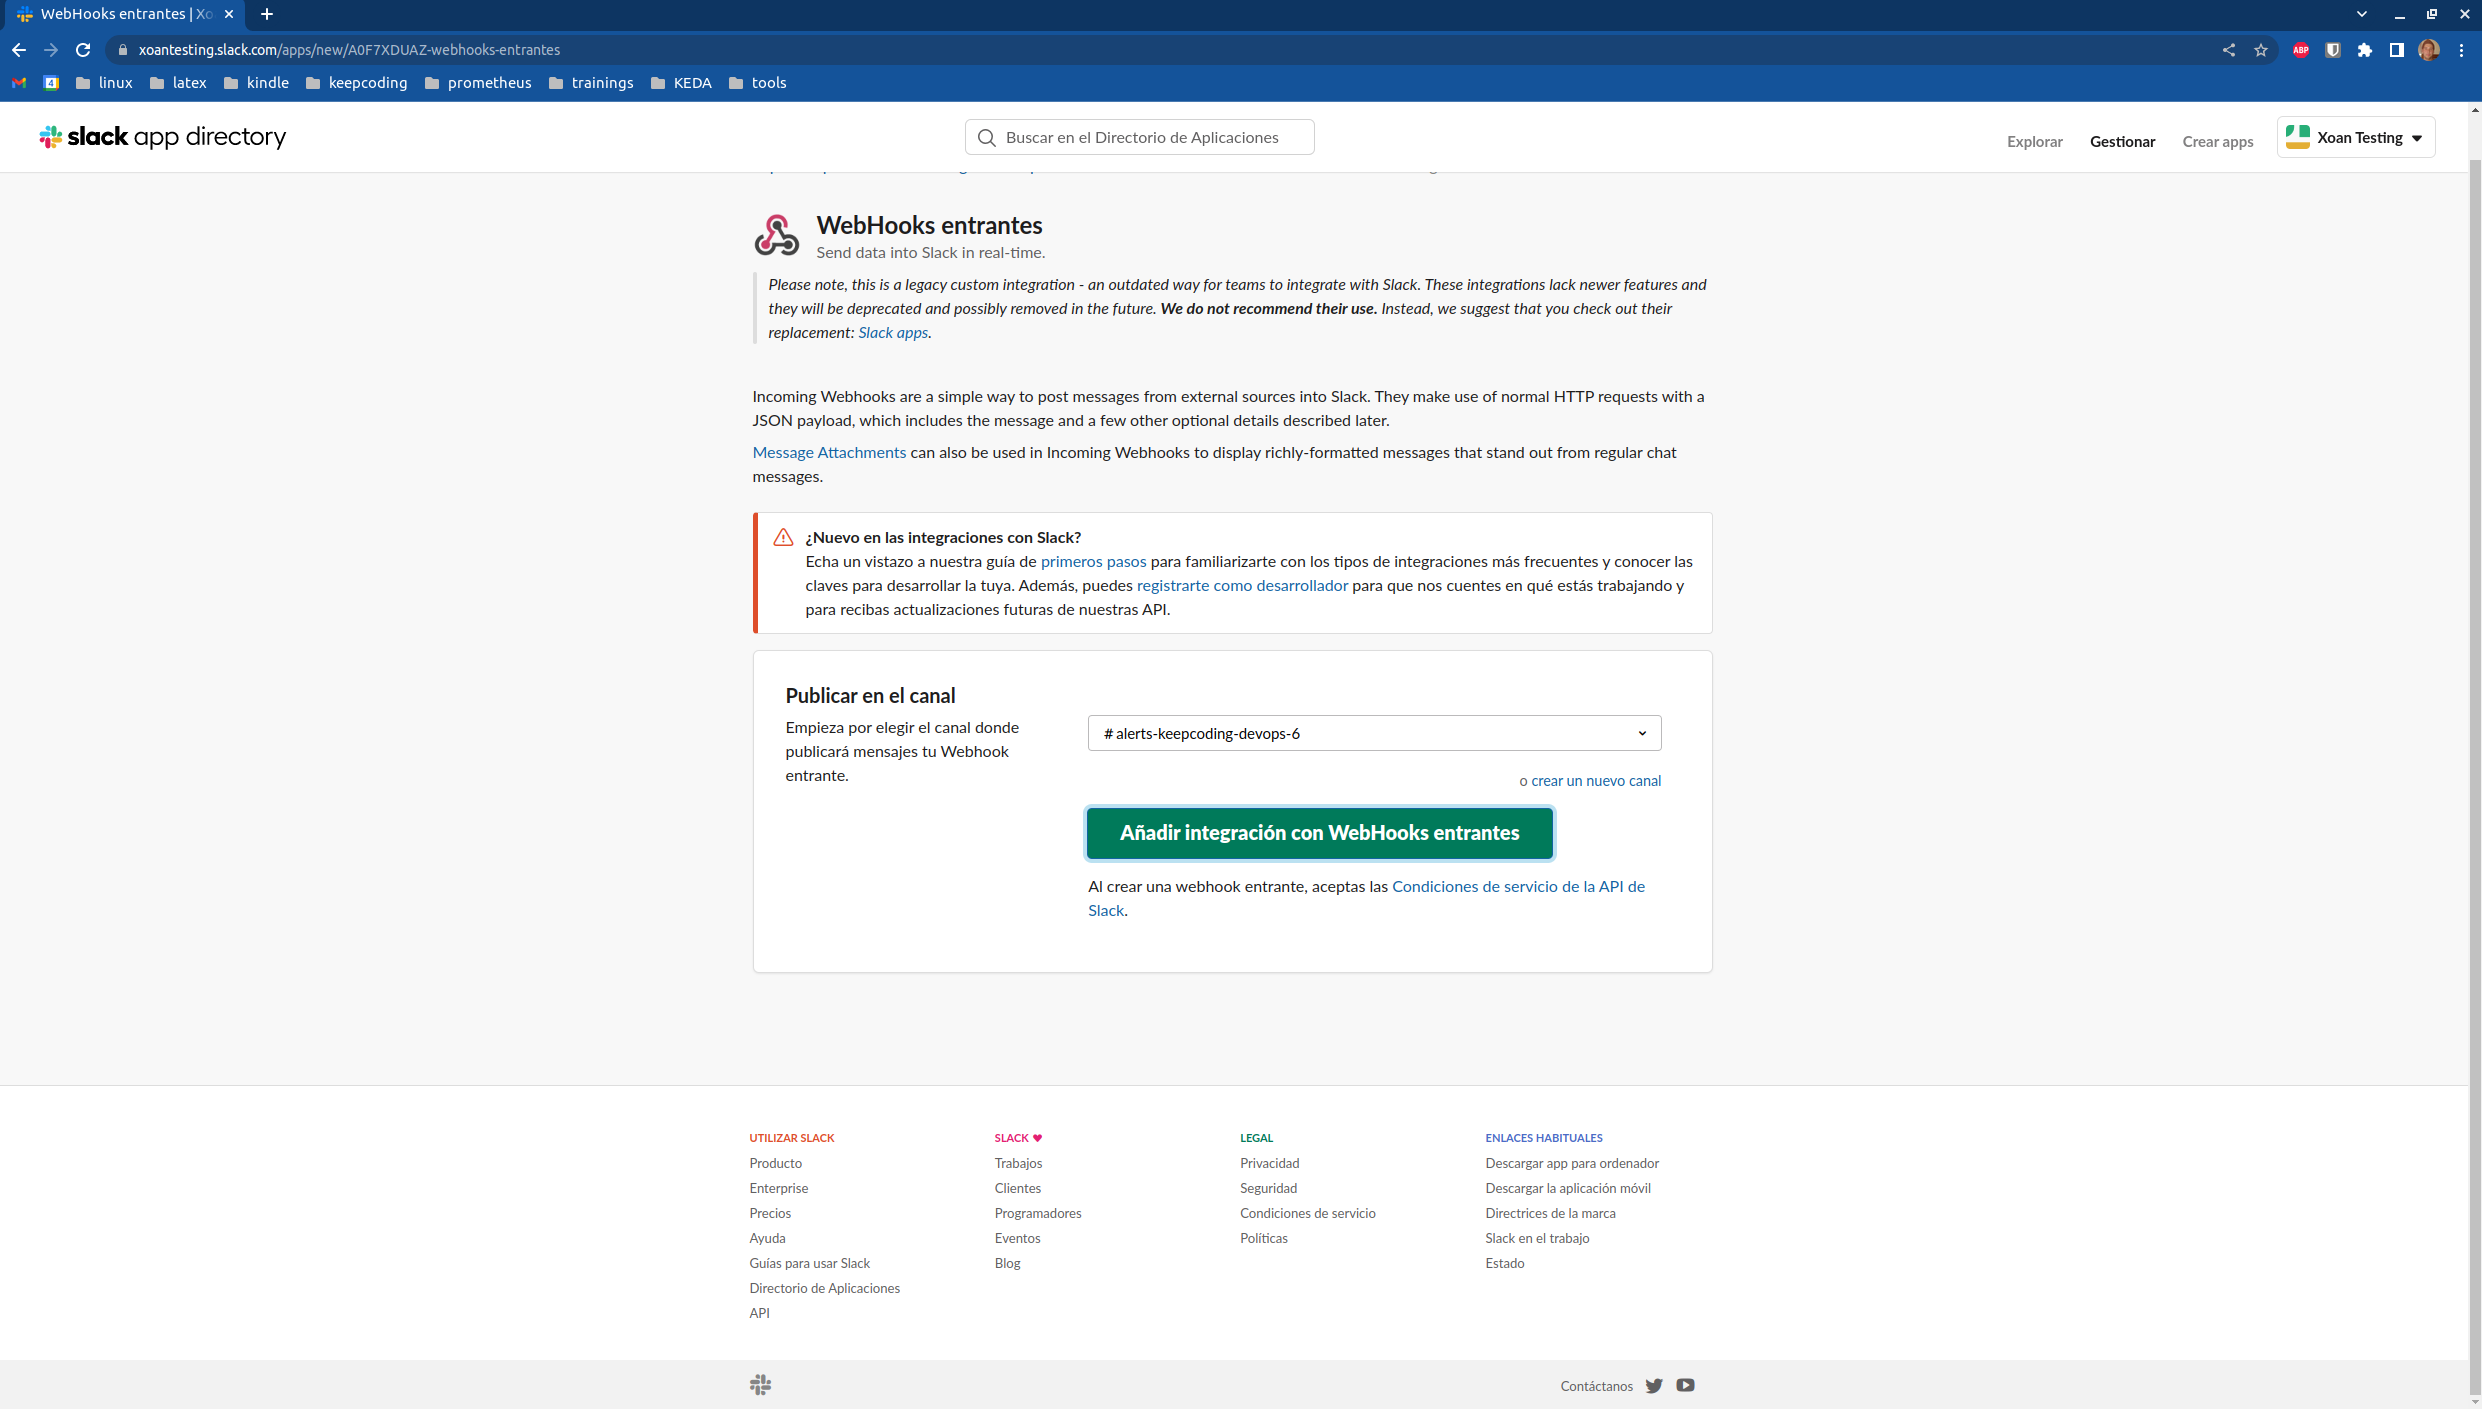 WebHooks entrantes | Xo
xoantesting.slack.com/apps/new/A0F7XDUAZ-webhooks-entrantes
ABP
4
linux
latex
kindle
keepcoding
prometheus
trainings
KEDA
tools
slack app directory
Buscar en el Directorio de Aplicaciones
Explorar
Gestionar
Crear apps
Xoan Testing
WebHooks entrantes
Send data into Slack in real-time.
Please note, this is a legacy custom integration - an outdated way for teams to integrate with Slack. These integrations lack newer features and
they will be deprecated and possibly removed in the future. We do not recommend their use. Instead, we suggest that you check out their
replacement: Slack apps.
Incoming Webhooks are a simple way to post messages from external sources into Slack. They make use of normal HTTP requests with a
JSON payload, which includes the message and a few other optional details described later.
Message Attachments can also be used in Incoming Webhooks to display richly-formatted messages that stand out from regular chat
messages.
¿Nuevo en las integraciones con Slack?
Echa un vistazo a nuestra guía de primeros pasos para familiarizarte con los tipos de integraciones más frecuentes y conocer las
claves para desarrollar la tuya. Además, puedes registrarte como desarrollador para que nos cuentes en qué estás trabajando y
para recibas actualizaciones futuras de nuestras API.
Publicar en el canal
Empieza por elegir el canal donde
publicará mensajes tu Webhook
entrante.
# alerts-keepcoding-devops-6
o crear un nuevo canal
Añadir integración con WebHooks entrantes
Al crear una webhook entrante, aceptas las Condiciones de servicio de la API de
Slack.
UTILIZAR SLACK
Producto
Enterprise
Precios
Ayuda
Guías para usar Slack
Directorio de Aplicaciones
API
SLACK ♥
Trabajos
Clientes
Programadores
Eventos
Blog
LEGAL
Privacidad
Seguridad
Condiciones de servicio
Políticas
ENLACES HABITUALES
Descargar app para ordenador
Descargar la aplicación móvil
Directrices de la marca
Slack en el trabajo
Estado
Contáctanos